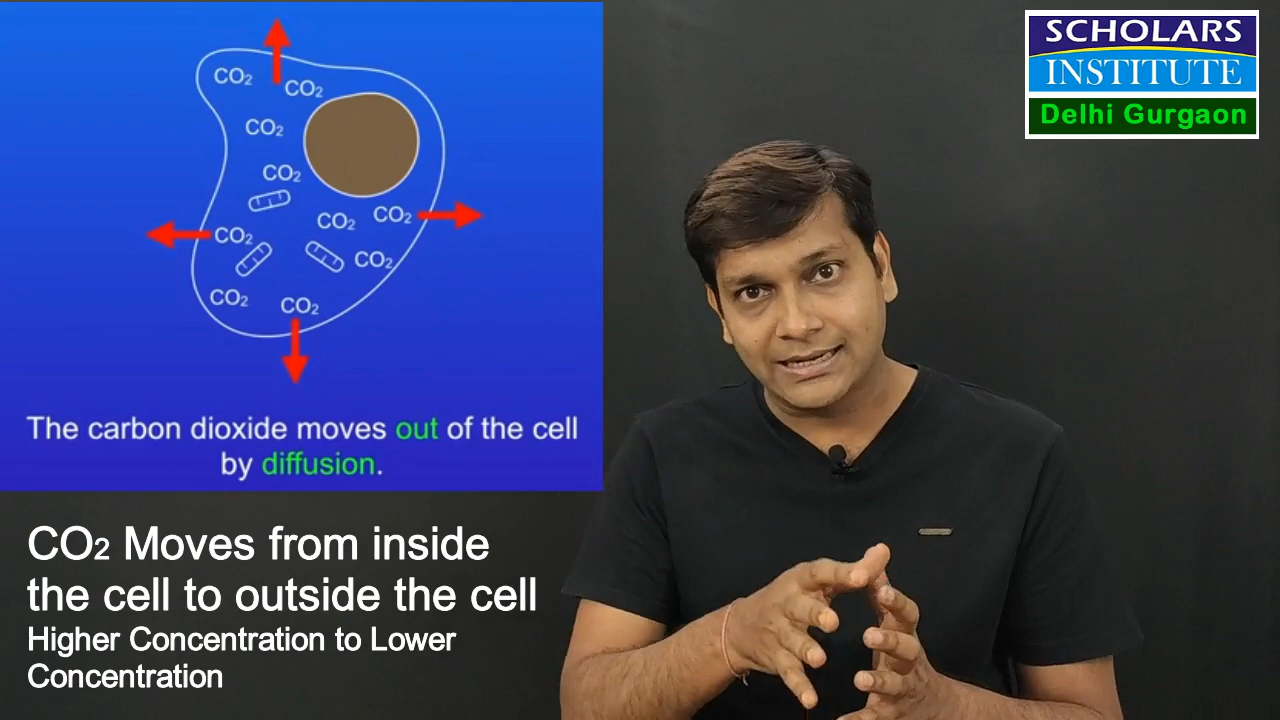 CO₂
CO₂
CO₂
CO₂
CO₂
CO₂
CO₂
CO₂
CO₂
CO₂
The carbon dioxide moves out of the cell
by diffusion.
CO₂ Moves from inside
the cell to outside the cell
Higher Concentration to Lower
Concentration
SCHOLARS
INSTITUTE
Delhi Gurgaon